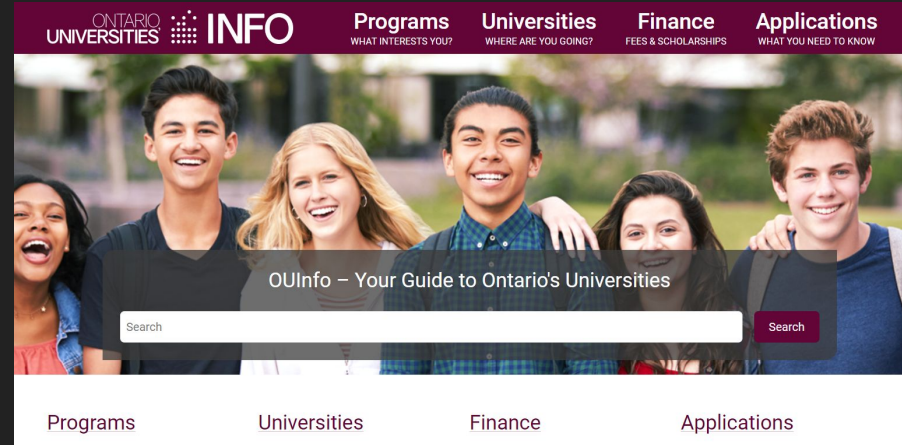 ONTARIO
UNIVERSITIES INFO
Programs
WHAT INTERESTS YOU?
Universities
WHERE ARE YOU GOING?
Finance
FEES & SCHOLARSHIPS
Applications
WHAT YOU NEED TO KNOW
OUInfo – Your Guide to Ontario's Universities
Search
Search
Programs
Universities
Finance
Applications